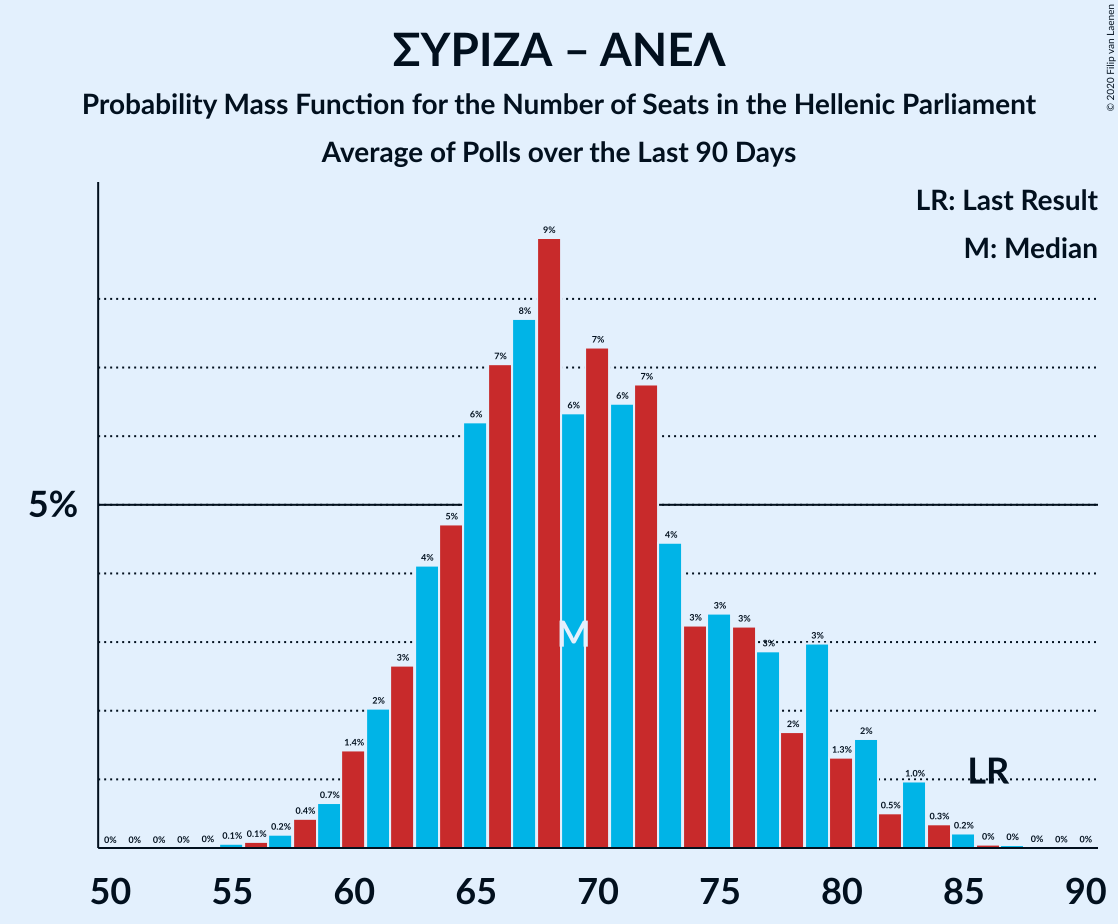 ΣΥΡΙΖΑ – ΑΝΕΛ
Probability Mass Function for the Number of Seats in the Hellenic Parliament
Average of Polls over the Last 90 Days
© 2020 Filip van Laenen
LR: Last Result
M: Median
5%
0% 0% 0% 0% 0% 0.1% 0.1% 0.2% 0.4% 0.7% 1.4% 2% 3% 4% 5% 6% 7% 8% 9% 6% 7% 6% 7% 4% 3% 3% 3% 3% 2% 3% 1.3% 2% 0.5% 1.0% 0.3% 0.2% 0% 0% 0% 0% 0%
M
LR
50 55 60 65 70 75 80 85 90